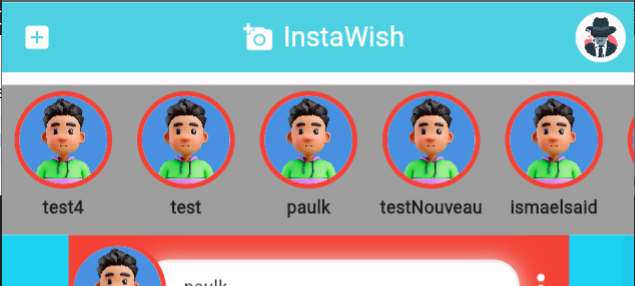 InstaWish
test4
test
paulk
testNouveau
ismaelsaid
paulk